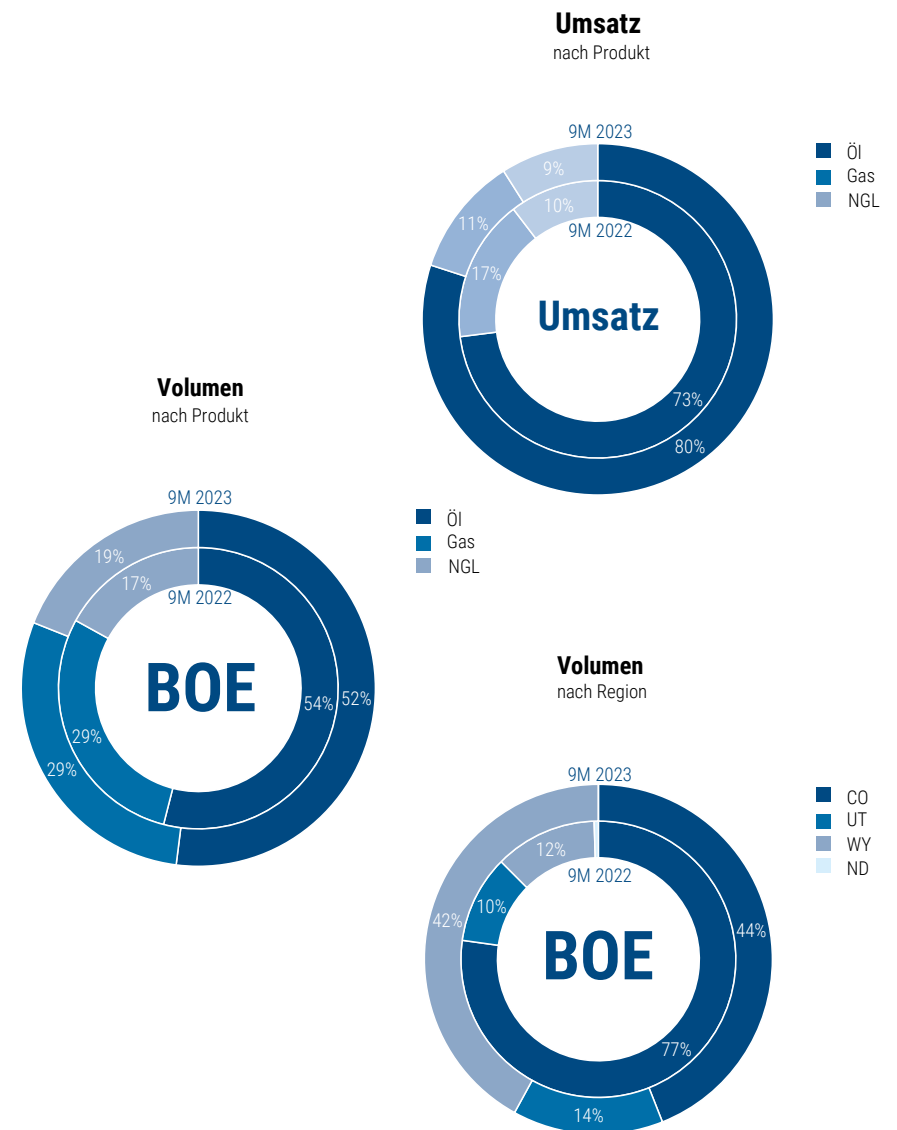 Umsatz
nach Produkt
9M 2023
Öl
Gas
NGL
9%
11%
10%
9M 2022
17%
Umsatz
73%
80%
Volumen
nach Produkt
9M 2023
Öl
Gas
NGL
19%
17%
9M 2022
BOE
54%
52%
29%
29%
Volumen
nach Region
9M 2023
CO
UT
WY
ND
12%
9M 2022
10%
42%
44%
BOE
77%
14%